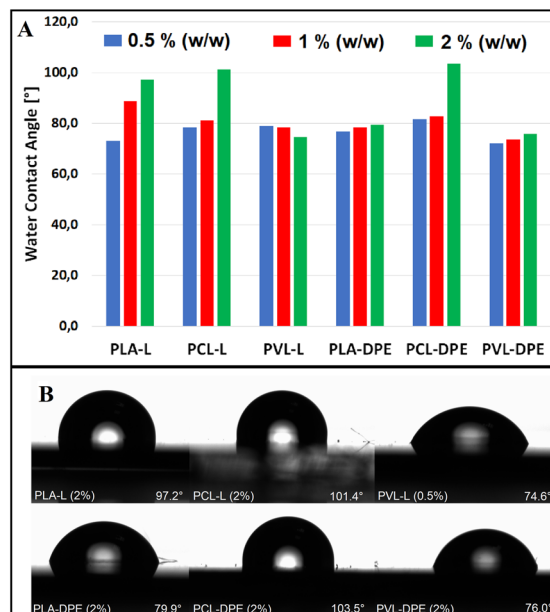 A
120,0
0.5 % (w/w)
1 % (w/w)
2 % (w/w)
100,0
80,0
60,0
40,0
20,0
0,0
Water Contact Angle [°]
PLA-L
PCL-L
PVL-L
PLA-DPE
PCL-DPE
PVL-DPE
B
PLA-L (2%)
97.2°
PCL-L (2%)
101.4°
PVL-L (0.5%)
74.6°
PLA-DPE (2%)
79.9°
PCL-DPE (2%)
103.5°
PVL-DPE (2%)
76.0°